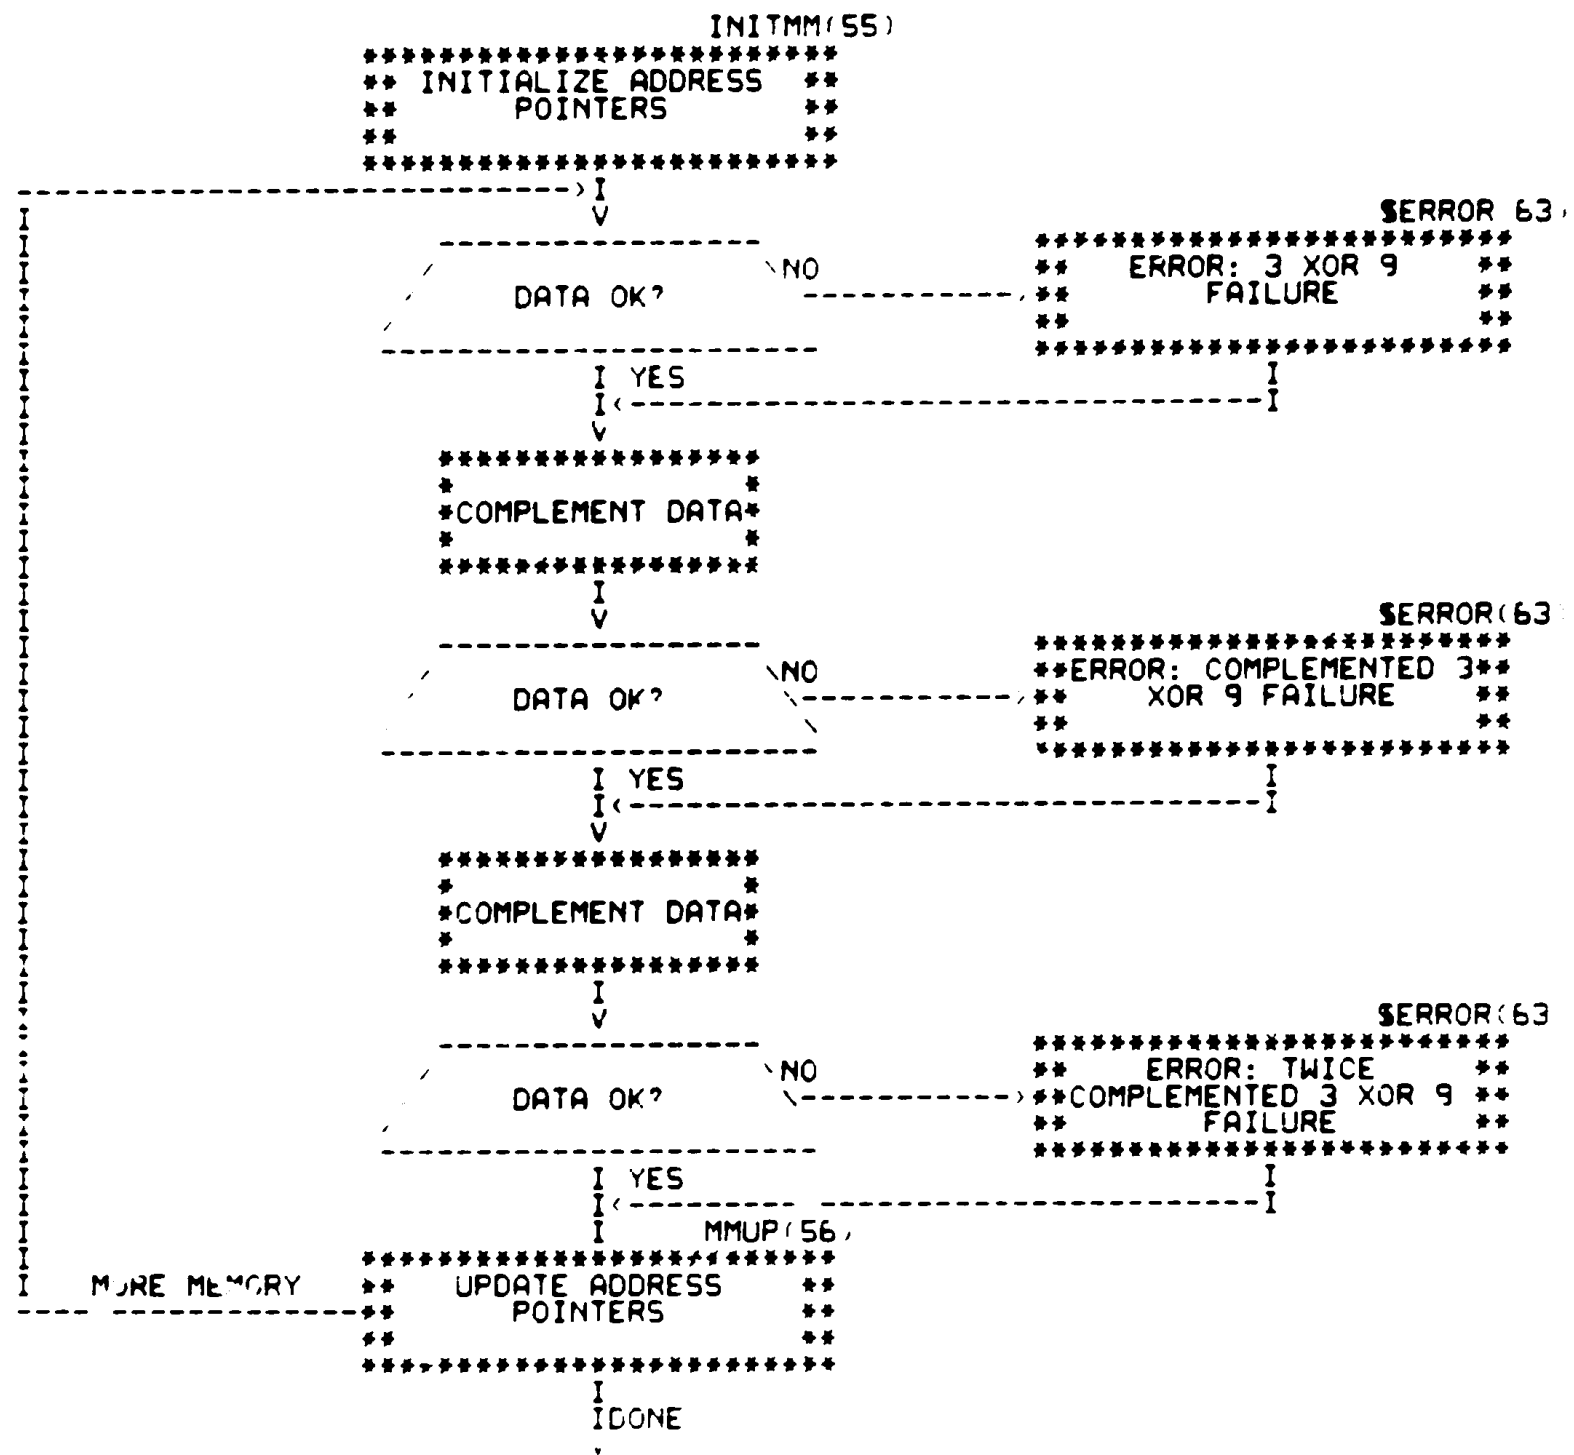 INITMM(55)
INITIALIZE ADDRESS
POINTERS
$ERROR 63)
DATA OK?
NO
ERROR: 3 XOR 9
FAILURE
YES
COMPLEMENT DATA
$ERROR(63
DATA OK?
NO
ERROR: COMPLEMENTED 3
XOR 9 FAILURE
YES
COMPLEMENT DATA
$ERROR(63
DATA OK?
NO
ERROR: TWICE
COMPLEMENTED 3 XOR 9
FAILURE
YES
MMUP(56)
MORE MEMORY
UPDATE ADDRESS
POINTERS
DONE